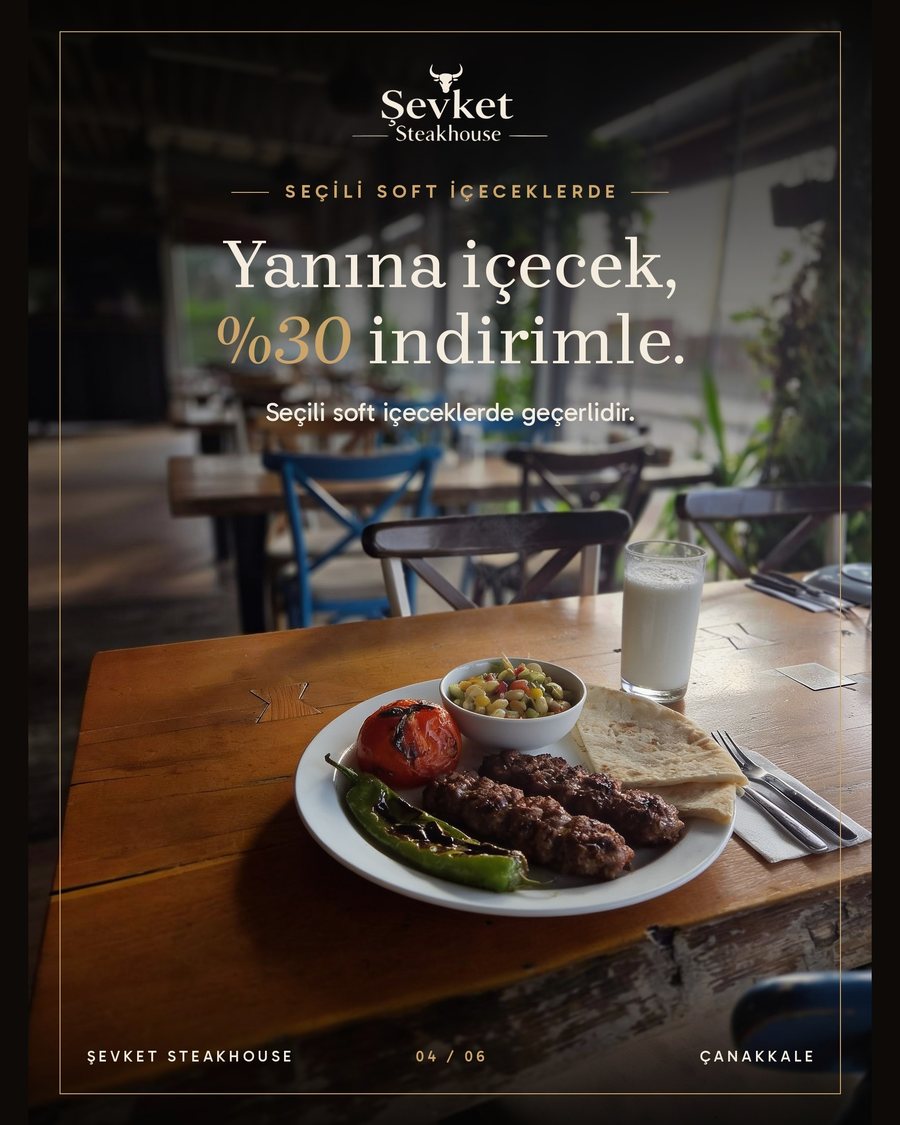 Şevket
Steakhouse
SEÇİLİ SOFT İÇECEKLERDE
Yanına içecek,
%30 indirimle.
Seçili soft içeceklerde geçerlidir.
ŞEVKET STEAKHOUSE
04 / 06
ÇANAKKALE